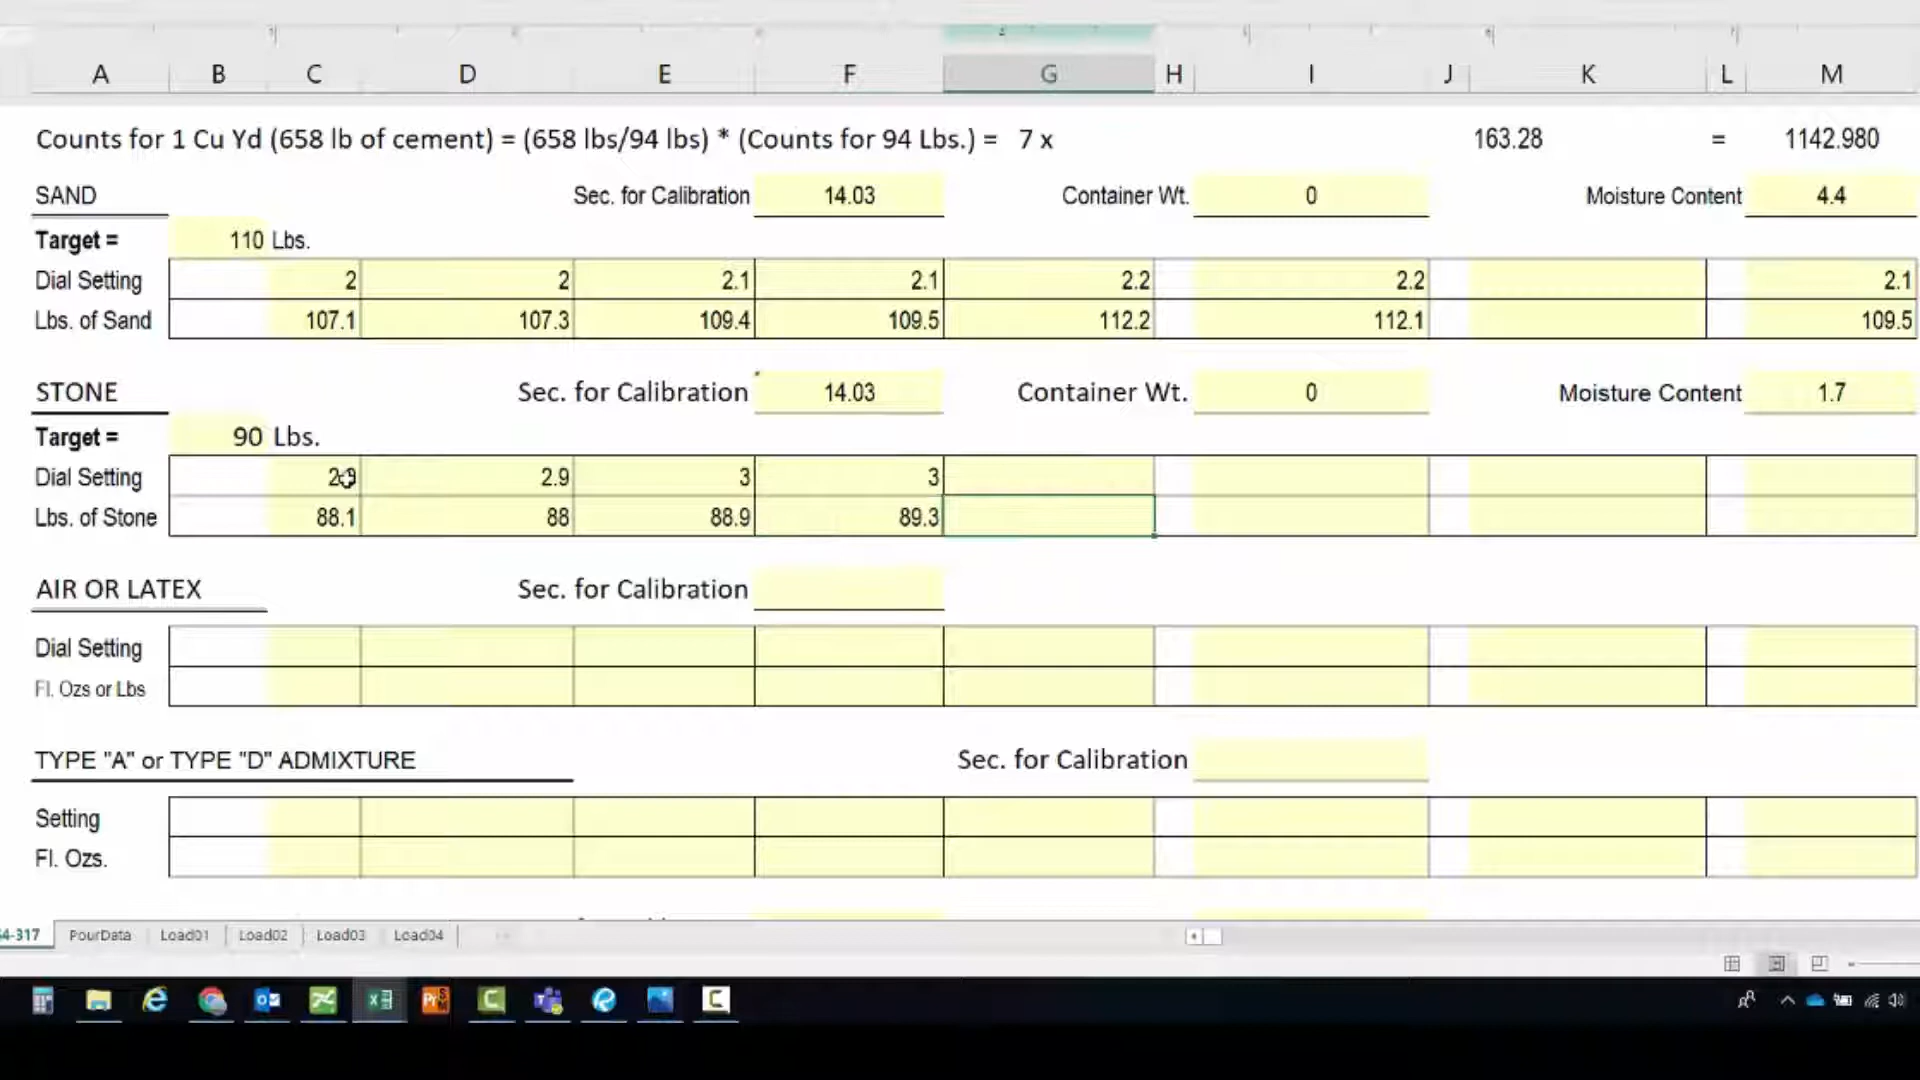 A B C D E F G H I J K L M
Counts for 1 Cu Yd (658 lb of cement) = (658 lbs/94 lbs) * (Counts for 94 Lbs.) = 7 x 163.28 = 1142.980
SAND Sec. for Calibration 14.03 Container Wt. 0 Moisture Content 4.4
Target = 110 Lbs.
Dial Setting 2 2 2.1 2.1 2.2 2.2 2.1
Lbs. of Sand 107.1 107.3 109.4 109.5 112.2 112.1 109.5
STONE Sec. for Calibration 14.03 Container Wt. 0 Moisture Content 1.7
Target = 90 Lbs.
Dial Setting 2.9 2.9 3 3
Lbs. of Stone 88.1 88 88.9 89.3
AIR OR LATEX Sec. for Calibration
Dial Setting
Fl. Ozs or Lbs
TYPE "A" or TYPE "D" ADMIXTURE Sec. for Calibration
Setting
Fl. Ozs.
4-317 PourData Load01 Load02 Load03 Load04